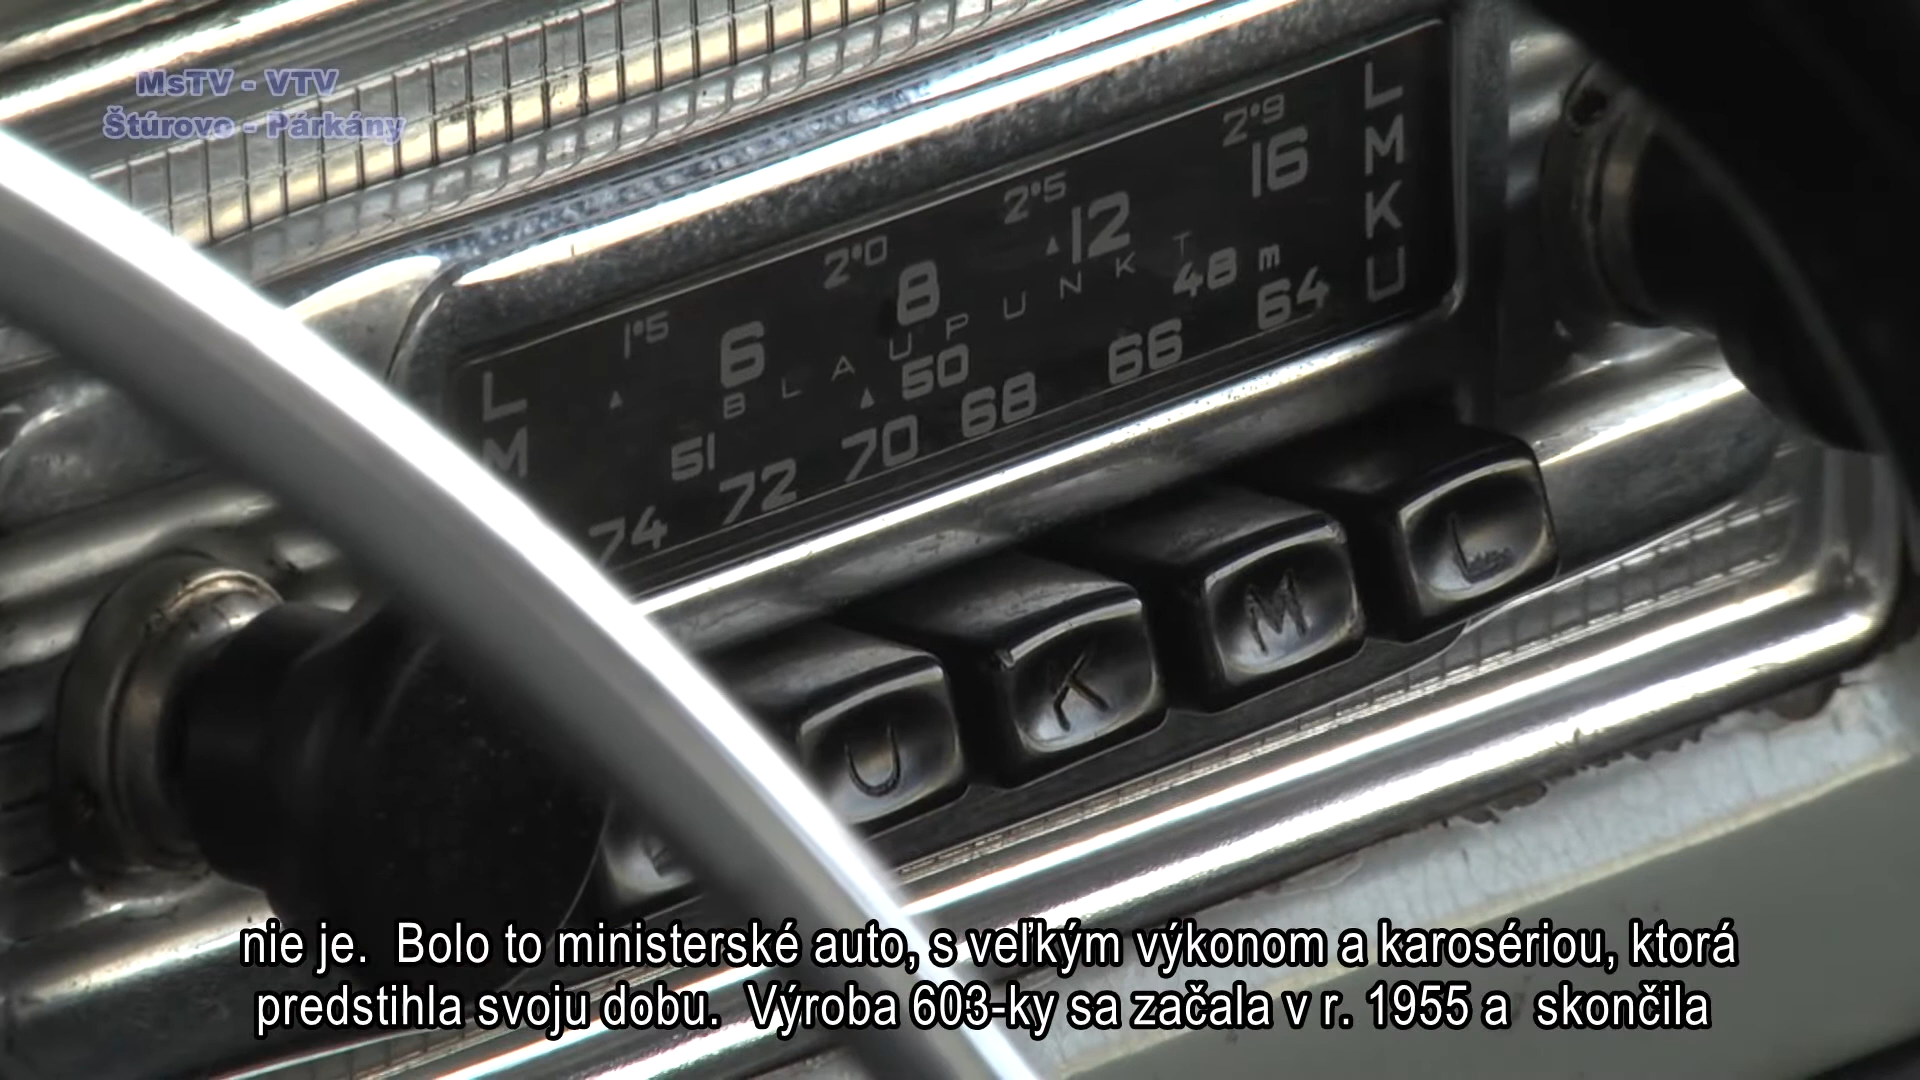 MsTV - VTV
Štúrovo - Párkány
L 1•5 2•0 2•5 2•9 L
M 6 8 12 16 M
K
BLAUPUNKT
51 50 48 m U
74 72 70 68 66 64
U K M L
nie je. Bolo to ministerské auto, s veľkým výkonom a karosériou, ktorá
predstihla svoju dobu. Výroba 603-ky sa začala v r. 1955 a skončila